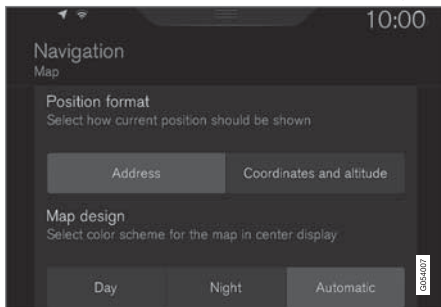 10:00
Navigation
Map
Position format
Select how current position should be shown
Address
Coordinates and altitude
Map design
Select color scheme for the map in center display
Day
Night
Automatic
G054007